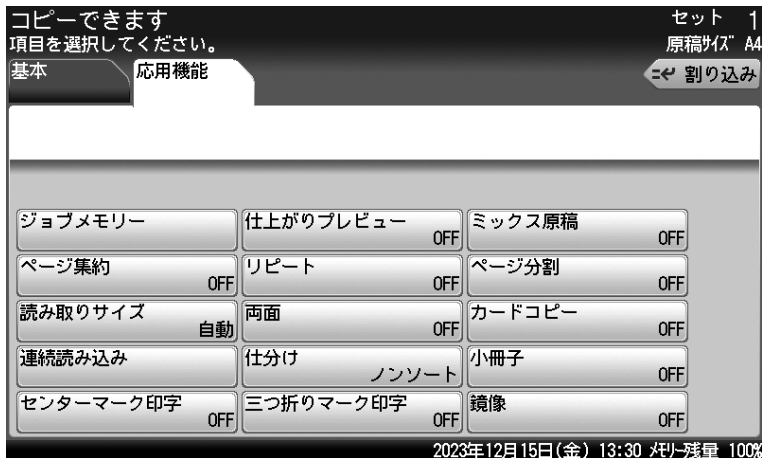 コピーできます
セット 1
項目を選択してください。
原稿ｻｲｽﾞ A4
基本
応用機能
割り込み
ジョブメモリー
仕上がりプレビュー
OFF
ミックス原稿
OFF
ページ集約
OFF
リピート
OFF
ページ分割
OFF
読み取りサイズ
自動
両面
OFF
カードコピー
OFF
連続読み込み
仕分け
ノンソート
小冊子
OFF
センターマーク印字
OFF
三つ折りマーク印字
OFF
鏡像
OFF
2023年12月15日(金) 13:30 ﾒﾓﾘｰ残量 100%